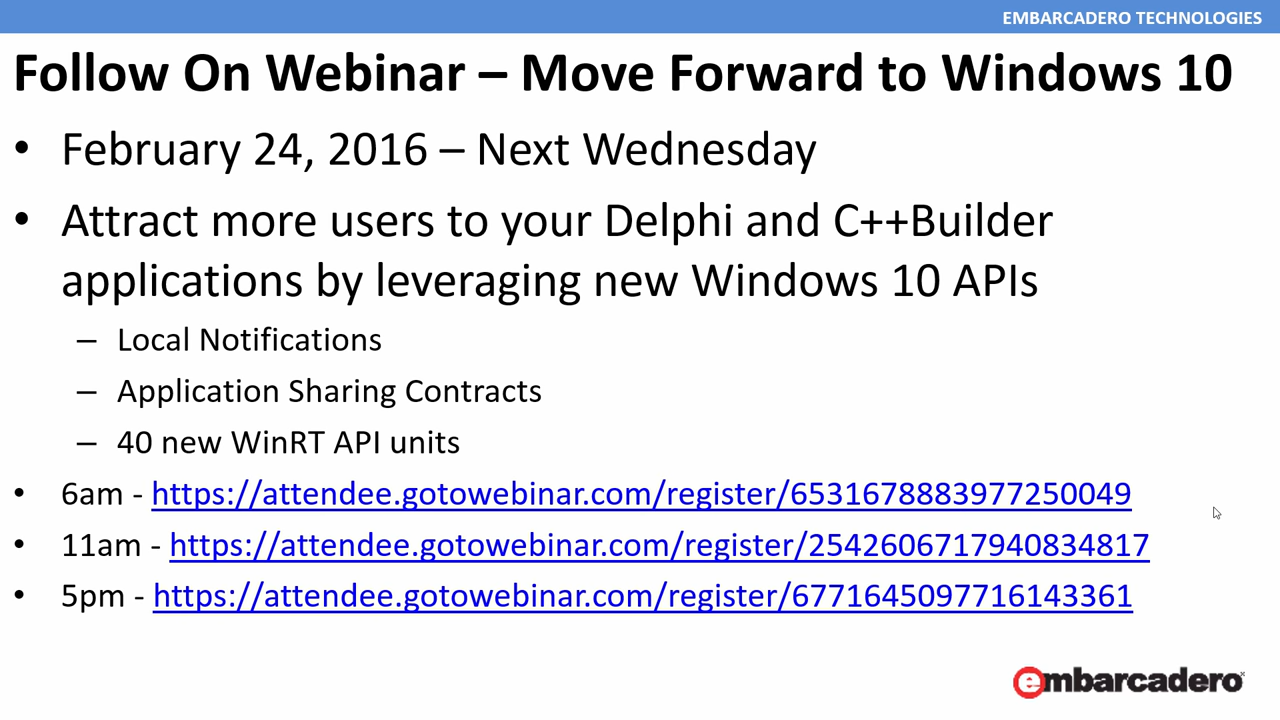 EMBARCADERO TECHNOLOGIES
Follow On Webinar – Move Forward to Windows 10
• February 24, 2016 – Next Wednesday
• Attract more users to your Delphi and C++Builder
applications by leveraging new Windows 10 APIs
– Local Notifications
– Application Sharing Contracts
– 40 new WinRT API units
• 6am - https://attendee.gotowebinar.com/register/6531678883977250049
• 11am - https://attendee.gotowebinar.com/register/2542606717940834817
• 5pm - https://attendee.gotowebinar.com/register/6771645097716143361
embarcadero